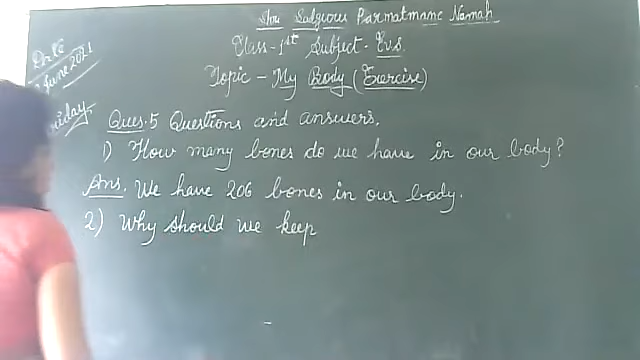 Shri Sadgurou Parmatmane Namah
Date
June 2021
Class - 1st Subject - Evs.
Topic - My Body (Exercise)
Ques. 5 Questions and answers.
1) How many bones do we have in our body?
Ans. We have 206 bones in our body.
2) Why should we keep